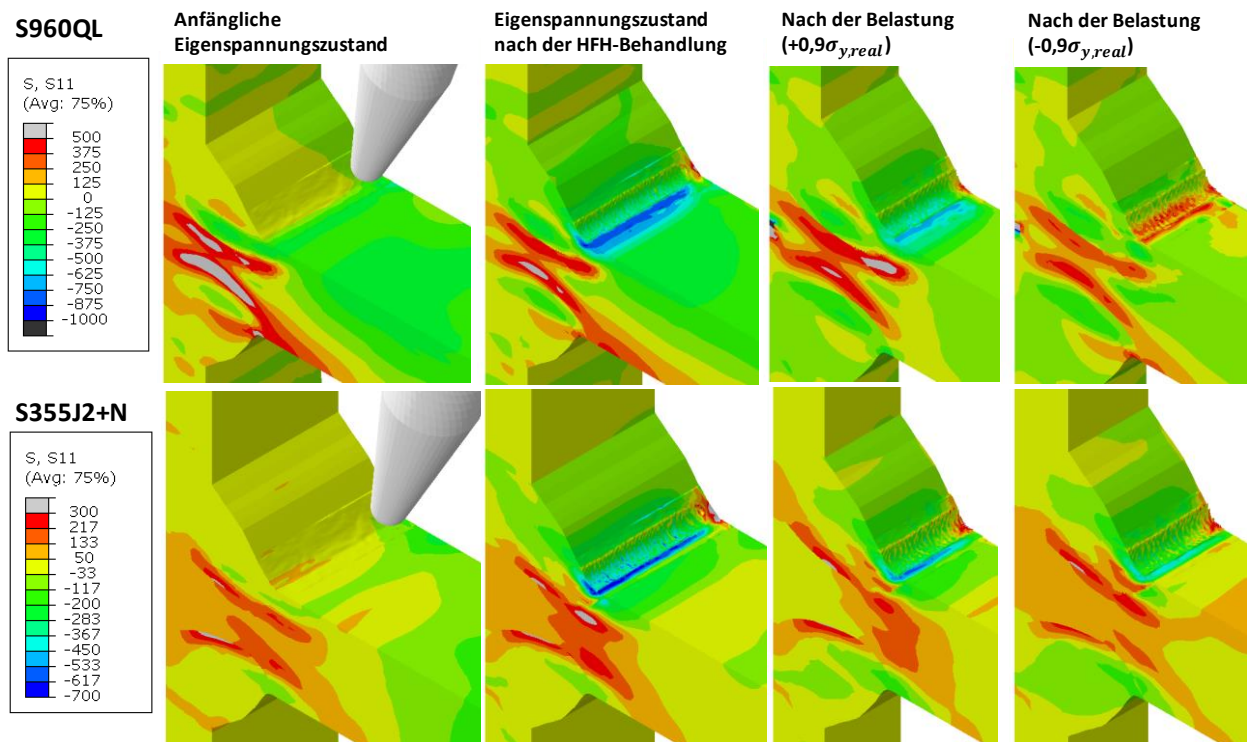 S960QL
Anfängliche
Eigenspannungszustand
Eigenspannungszustand
nach der HFH-Behandlung
Nach der Belastung
(+0,9σy,real)
Nach der Belastung
(-0,9σy,real)
S, S11
(Avg: 75%)
500
375
250
125
0
-125
-250
-375
-500
-625
-750
-875
-1000
S355J2+N
S, S11
(Avg: 75%)
300
217
133
50
-33
-117
-200
-283
-367
-450
-533
-617
-700